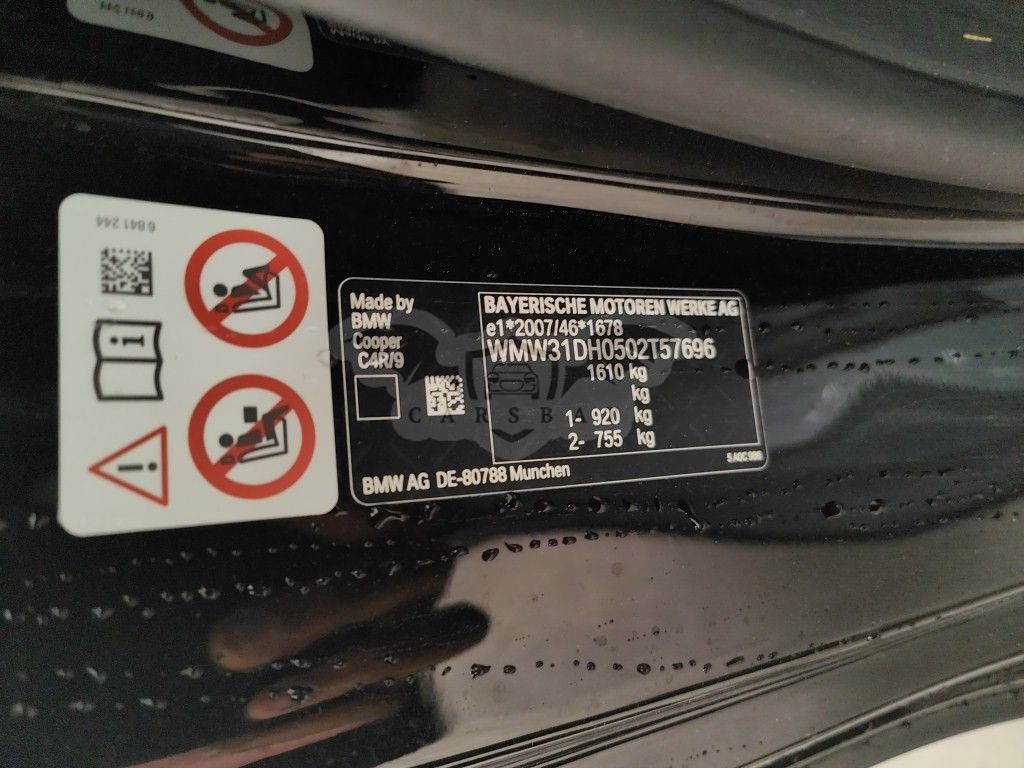 6 841 244
Made by
BMW
Cooper
C4R/9
BAYERISCHE MOTOREN WERKE AG
e1*2007/46*1678
WMW31DH0502T57696
1610 kg
kg
1- 920 kg
2- 755 kg
CARSBA
BMW AG DE-80788 Munchen